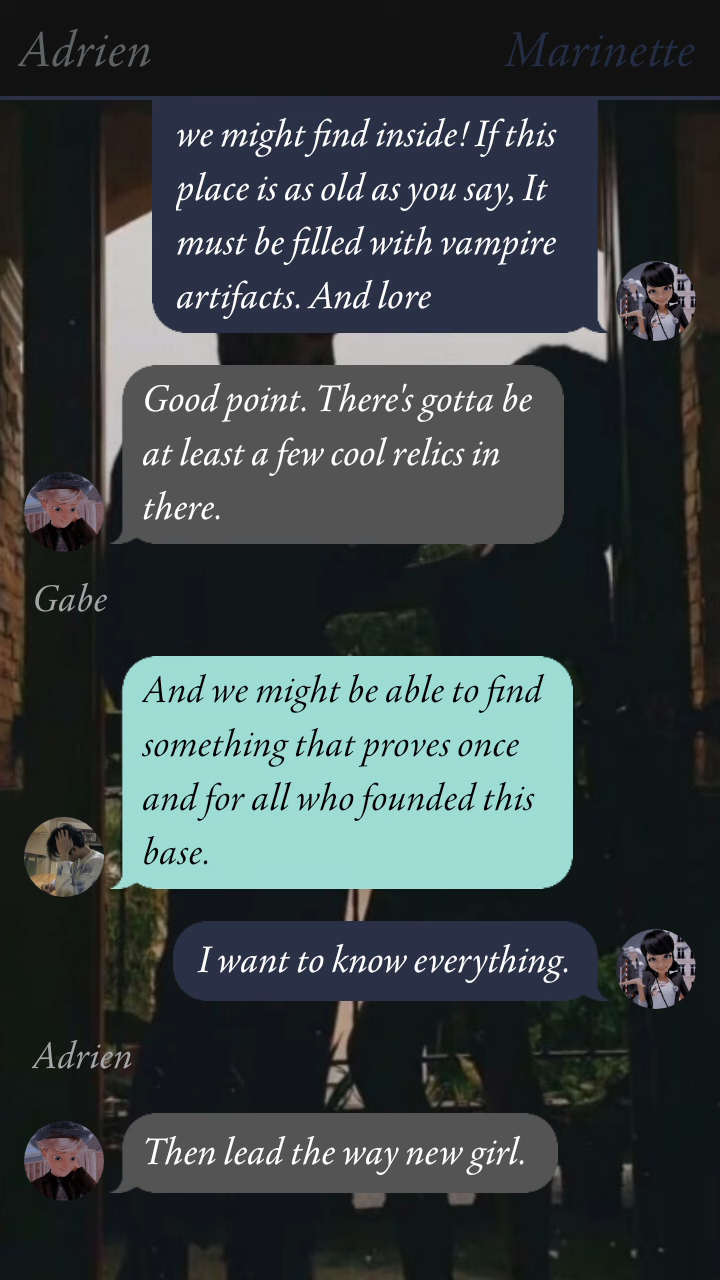 Adrien
Marinette
we might find inside! If this
place is as old as you say, It
must be filled with vampire
artifacts. And lore
Good point. There's gotta be
at least a few cool relics in
there.
Gabe
And we might be able to find
something that proves once
and for all who founded this
base.
I want to know everything.
Adrien
Then lead the way new girl.